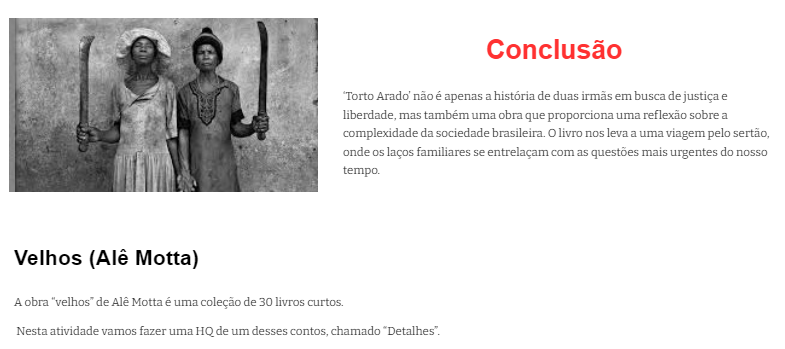 Conclusão
‘Torto Arado’ não é apenas a história de duas irmãs em busca de justiça e
liberdade, mas também uma obra que proporciona uma reflexão sobre a
complexidade da sociedade brasileira. O livro nos leva a uma viagem pelo sertão,
onde os laços familiares se entrelaçam com as questões mais urgentes do nosso
tempo.
Velhos (Alê Motta)
A obra “velhos” de Alê Motta é uma coleção de 30 livros curtos.
Nesta atividade vamos fazer uma HQ de um desses contos, chamado “Detalhes”.